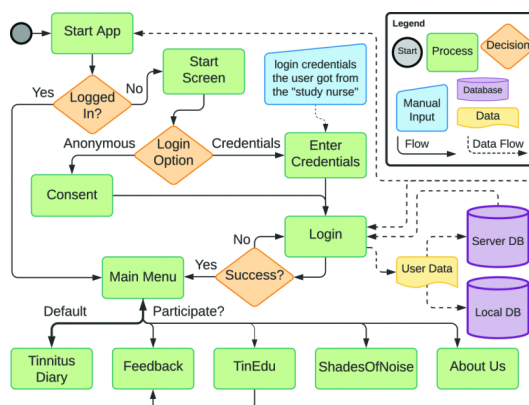 Start App
Start
Screen
Yes
No
Logged
In?
login credentials
the user got from
the "study nurse"
Anonymous
Login
Option
Credentials
Enter
Credentials
Consent
No
Login
Main Menu
Yes
Success?
User Data
Server DB
Local DB
Default
Participate?
Tinnitus
Diary
Feedback
TinEdu
ShadesOfNoise
About Us
Legend
Start
Process
Decision
Manual
Input
Database
Data
Flow
Data Flow